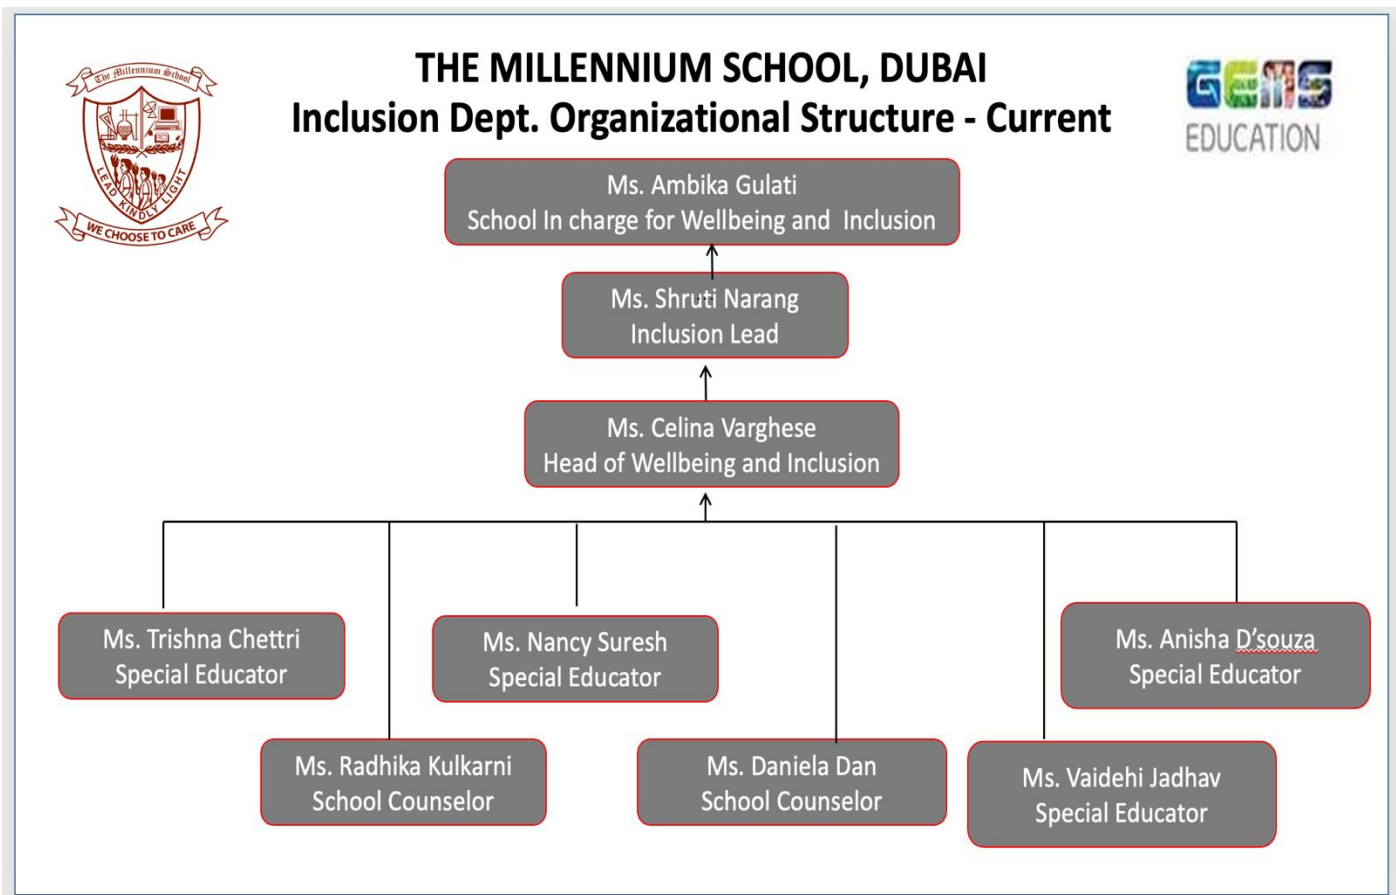 The Millennium School
LEAD KINDLY LIGHT
WE CHOOSE TO CARE
THE MILLENNIUM SCHOOL, DUBAI
Inclusion Dept. Organizational Structure - Current
GEMS
EDUCATION
Ms. Ambika Gulati
School In charge for Wellbeing and  Inclusion
Ms. Shruti Narang
Inclusion Lead
Ms. Celina Varghese
Head of Wellbeing and Inclusion
Ms. Trishna Chettri
Special Educator
Ms. Nancy Suresh
Special Educator
Ms. Anisha D’souza
Special Educator
Ms. Radhika Kulkarni
School Counselor
Ms. Daniela Dan
School Counselor
Ms. Vaidehi Jadhav
Special Educator